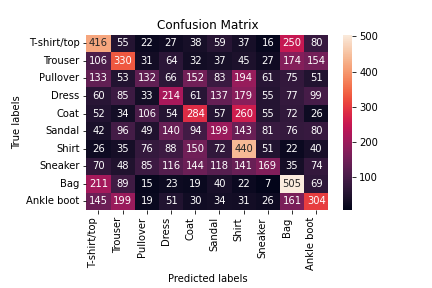 Confusion Matrix
T-shirt/top 416 55 22 27 38 59 37 16 250 80
Trouser 106 330 31 64 32 37 45 27 174 154
Pullover 133 53 132 66 152 83 194 61 75 51
Dress 60 85 33 214 61 137 179 55 77 99
Coat 52 34 106 54 284 57 260 55 72 26
Sandal 42 96 49 140 94 199 143 81 76 80
Shirt 26 35 76 88 150 72 440 51 22 40
Sneaker 70 48 85 116 144 118 141 169 35 74
Bag 211 89 15 23 19 40 22 7 505 69
Ankle boot 145 199 19 51 30 34 31 26 161 304
T-shirt/top Trouser Pullover Dress Coat Sandal Shirt Sneaker Bag Ankle boot
Predicted labels
True labels
500
400
300
200
100